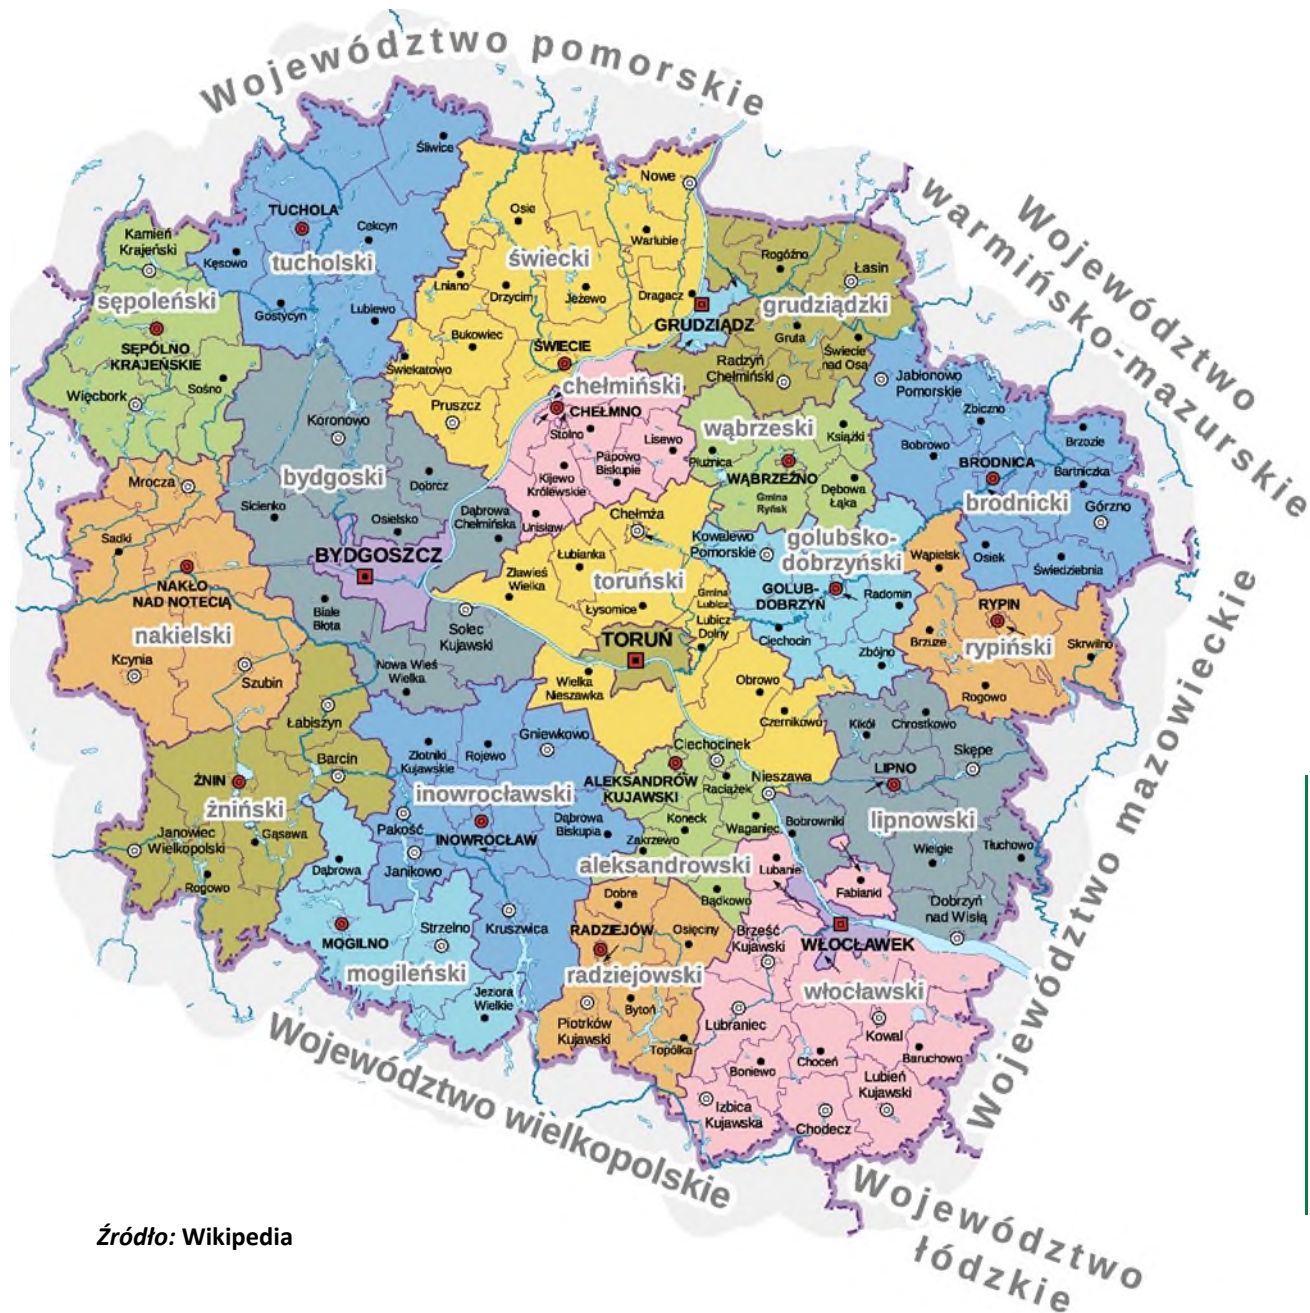 Województwo pomorskie
Województwo
warmińsko-mazurskie
Śliwice
Nowe
TUCHOLA
Osie
Kamień
Krajeński
Cekcyn
Warlubie
Kęsowo
tucholski
świecki
Rogóźno
Łasin
sępoleński
Gostycyn
Lubiewo
Lniano
Drzycim
Jeżewo
Dragacz
GRUDZIĄDZ
grudziądzki
Gruta
Świecie
nad Osą
SĘPÓLNO
KRAJEŃSKIE
Bukowiec
ŚWIECIE
Świekatowo
Radzyń
Chełmiński
Jabłonowo
Pomorskie
Więcbork
Sośno
Pruszcz
chełmiński
CHEŁMNO
Stolno
Lisewo
Koronowo
wąbrzeski
Książki
Zbiczno
Brzozie
Bobrowo
BRODNICA
Bartniczka
brodnicki
Górzno
Papowo
Biskupie
Kijewo
Królewskie
Płużnica
WĄBRZEŹNO
Gmina
Ryńsk
Dębowa
Łąka
bydgoski
Dobrcz
Mrocza
Sicienko
Osielsko
Dąbrowa
Chełmińska
Unisław
Chełmża
Kowalewo
Pomorskie
golubsko-
dobrzyński
Wąpielsk
Osiek
Świedziebnia
Sadki
BYDGOSZCZ
Łubianka
Zławieś
Wielka
toruński
Gmina
Lubicz
Łysomice
Lubicz
Dolny
GOLUB-
DOBRZYŃ
Radomin
RYPIN
NAKŁO
NAD NOTECIĄ
Białe
Błota
Solec
Kujawski
nakielski
TORUŃ
Ciechocin
Zbójno
Brzuze
rypiński
Skrwilno
Kcynia
Szubin
Nowa Wieś
Wielka
Wielka
Nieszawka
Obrowo
Rogowo
Czernikowo
Kikół
Chrostkowo
Łabiszyn
Gniewkowo
Złotniki
Kujawskie
Rojewo
Ciechocinek
Skępe
Barcin
ŻNIN
żniński
inowrocławski
ALEKSANDRÓW
KUJAWSKI
Raciążek
Nieszawa
LIPNO
lipnowski
Pakość
INOWROCŁAW
Dąbrowa
Biskupia
Koneck
Zakrzewo
Waganiec
Bobrowniki
Janowiec
Wielkopolski
Gąsawa
Wielgie
Tłuchowo
Dąbrowa
Janikowo
aleksandrowski
Lubanie
Fabianki
Rogowo
Dobre
Bądkowo
Dobrzyń
nad Wisłą
MOGILNO
Strzelno
Kruszwica
RADZIEJÓW
Osięciny
Brześć
Kujawski
WŁOCŁAWEK
mogileński
radziejowski
włocławski
Jeziora
Wielkie
Piotrków
Kujawski
Bytoń
Lubraniec
Kowal
Topólka
Boniewo
Choceń
Baruchowo
Lubień
Kujawski
Izbica
Kujawska
Chodecz
Województwo mazowieckie
Województwo wielkopolskie
Województwo
łódzkie
Źródło: Wikipedia